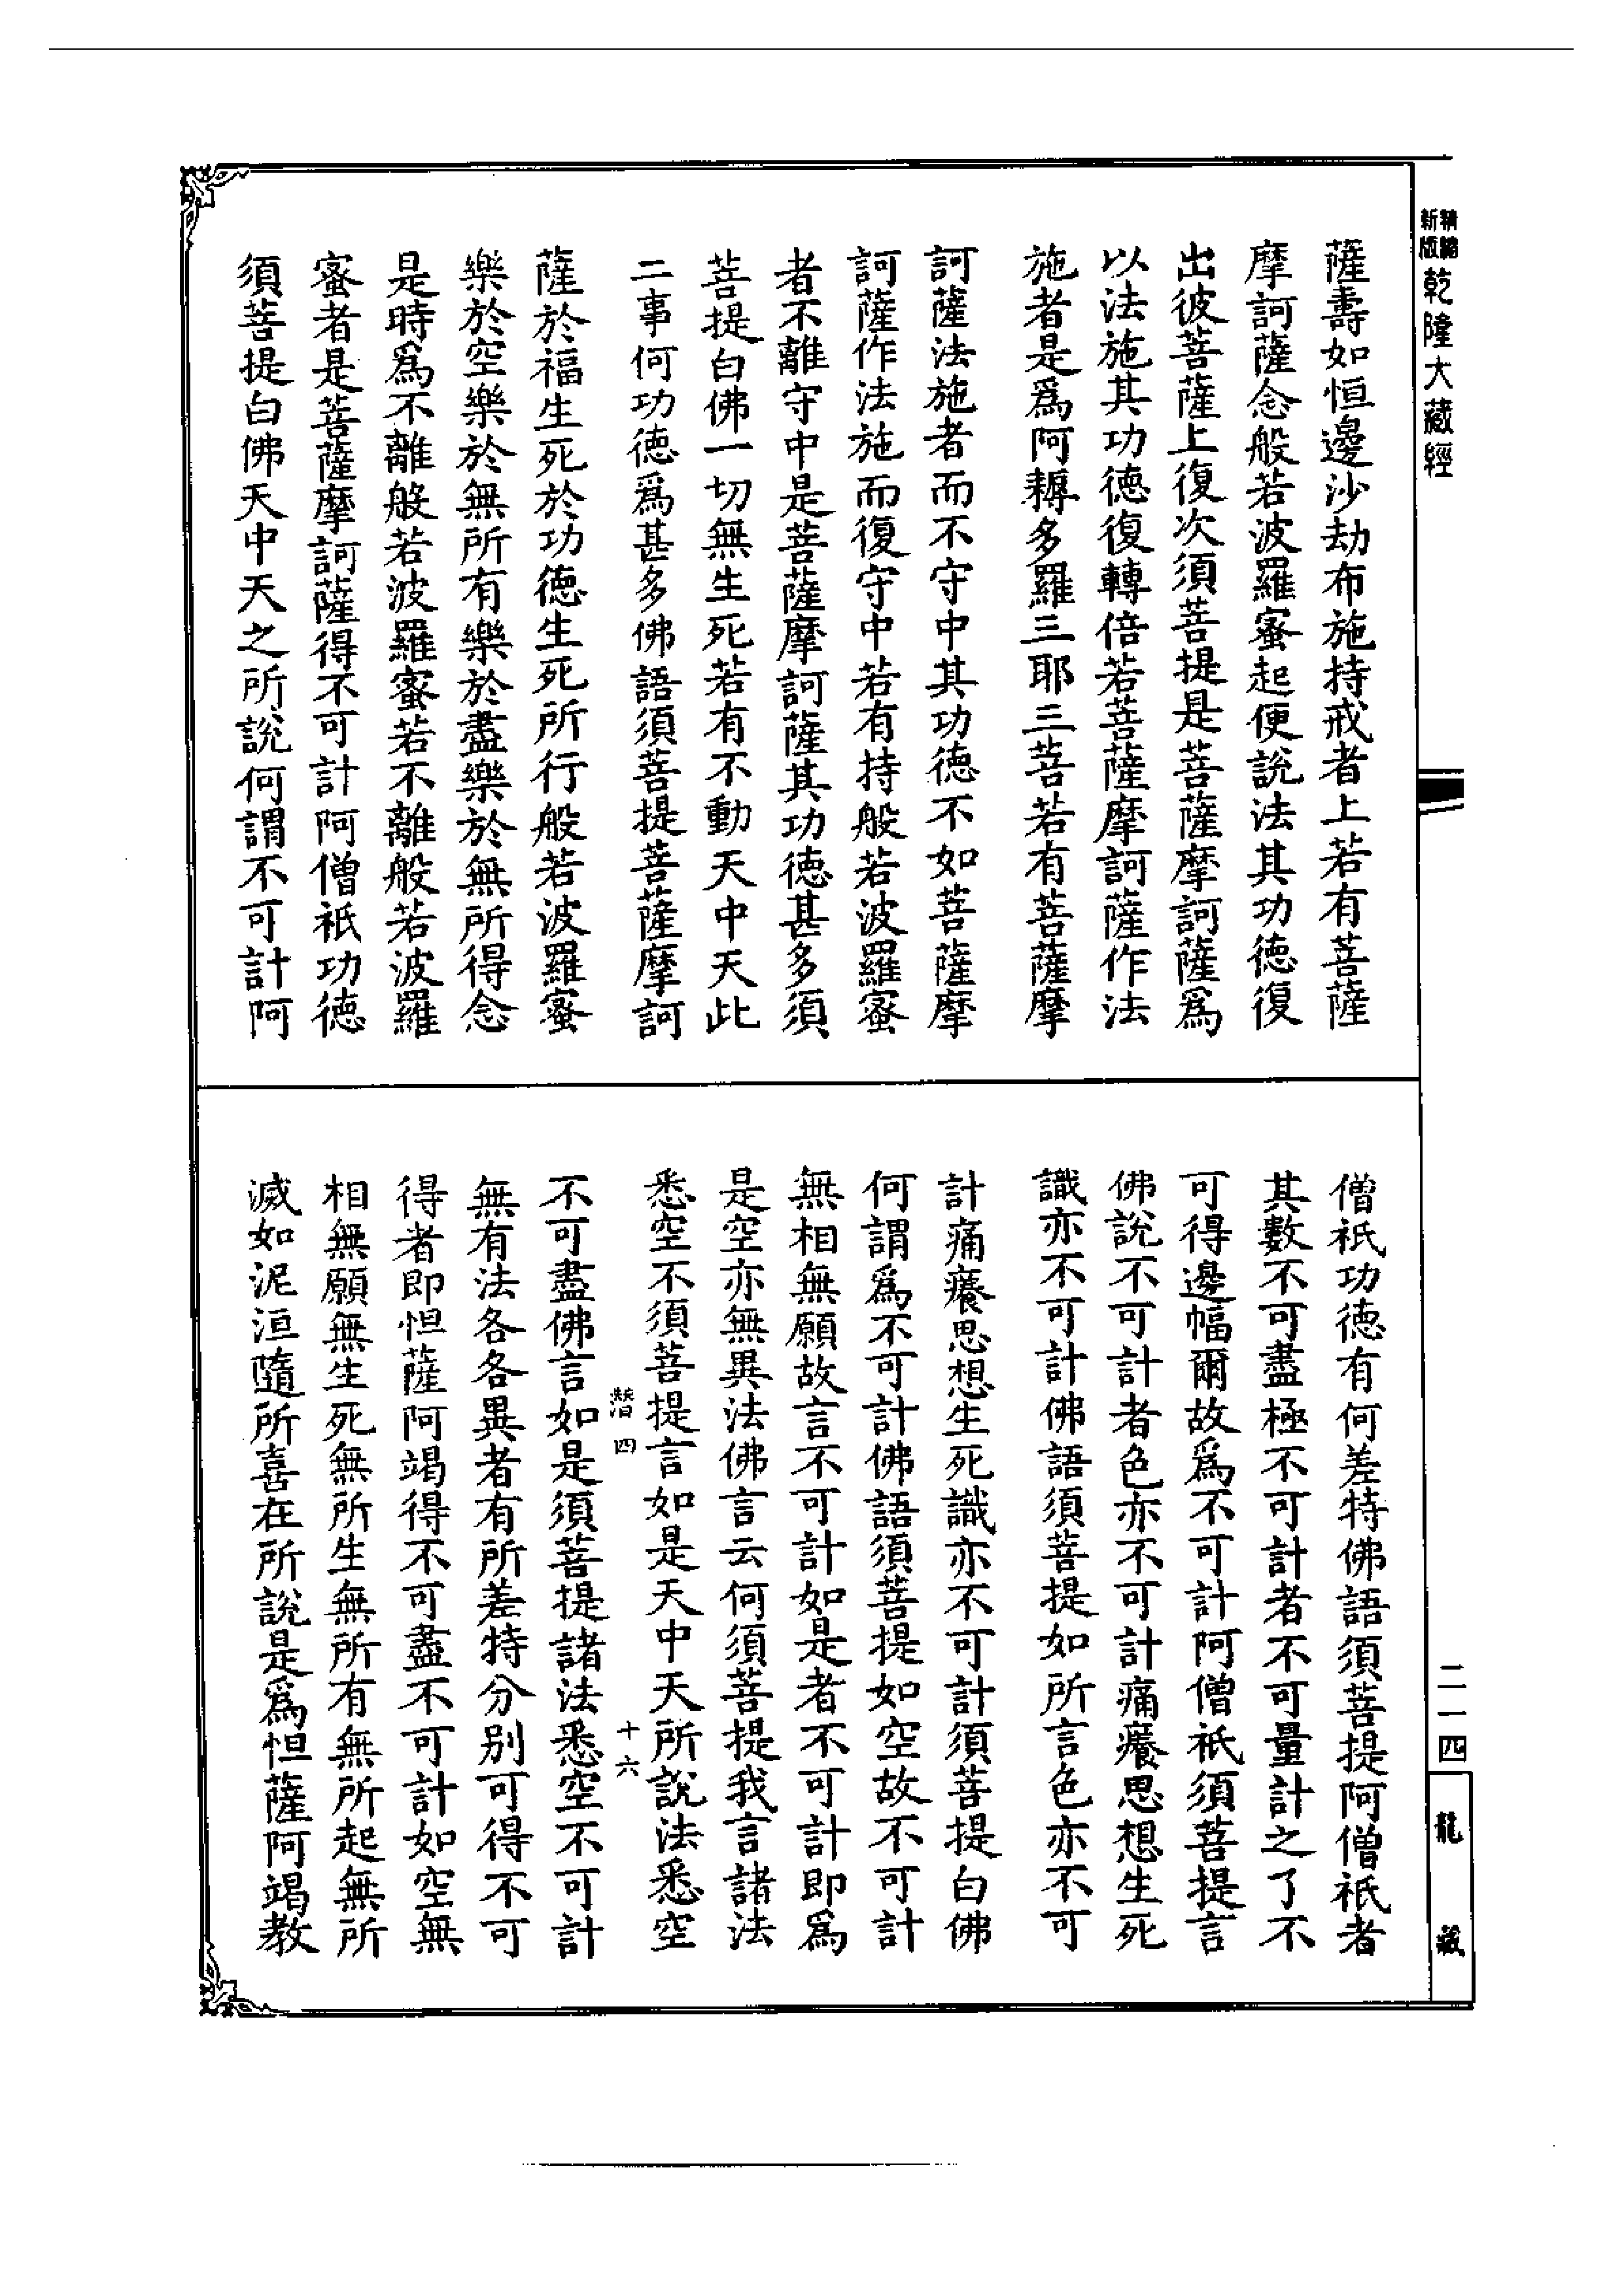 精縮
新版
乾隆大藏經
薩壽如恒邊沙劫布施持戒者上若有菩薩
摩訶薩念般若波羅蜜起便說法其功德復
出彼菩薩上復次須菩提是菩薩摩訶薩爲
以法施其功德復轉倍若菩薩摩訶薩作法
施者是爲阿耨多羅三耶三菩若有菩薩摩
訶薩法施者而不守中其功德不如菩薩摩
訶薩作法施而復守中若有持般若波羅蜜
者不離守中是菩薩摩訶薩其功德甚多須
菩提白佛一切無生死若有不動天中天此
二事何功德爲甚多佛語須菩提菩薩摩訶
薩於福生死於功德生死所行般若波羅蜜
樂於空樂於無所有樂於盡樂於無所得念
是時爲不離般若波羅蜜若不離般若波羅
蜜者是菩薩摩訶薩得不可計阿僧祇功德
須菩提白佛天中天之所說何謂不可計阿
僧祇功德有何差特佛語須菩提阿僧祇者
其數不可盡極不可計者不可量計之了不
可得邊幅爾故爲不可計阿僧祇須菩提言
佛說不可計者色亦不可計痛癢思想生死
識亦不可計佛語須菩提如所言色亦不可
計痛癢思想生死識亦不可計須菩提白佛
何謂爲不可計佛語須菩提如空故不可計
無相無願故言不可計如是者不可計即爲
是空亦無異法佛言云何須菩提我言諸法
悉空不須菩提言如是天中天所說法悉空
潛四
十六
不可盡佛言如是須菩提諸法悉空不可計
無有法各各異者有所差特分別可得不可
得者即怛薩阿竭得不可盡不可計如空無
相無願無生死無所生無所有無所起無所
滅如泥洹隨所喜在所說是爲怛薩阿竭教
二一四
龍藏